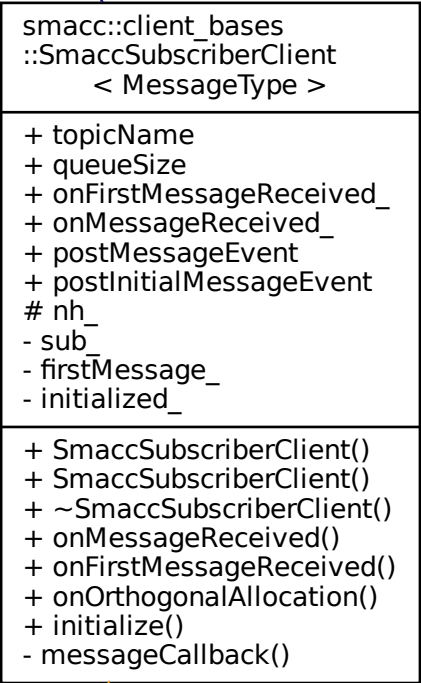 smacc::client_bases
::SmaccSubscriberClient
< MessageType >
+ topicName
+ queueSize
+ onFirstMessageReceived_
+ onMessageReceived_
+ postMessageEvent
+ postInitialMessageEvent
# nh_
- sub_
- firstMessage_
- initialized_
+ SmaccSubscriberClient()
+ SmaccSubscriberClient()
+ ~SmaccSubscriberClient()
+ onMessageReceived()
+ onFirstMessageReceived()
+ onOrthogonalAllocation()
+ initialize()
- messageCallback()